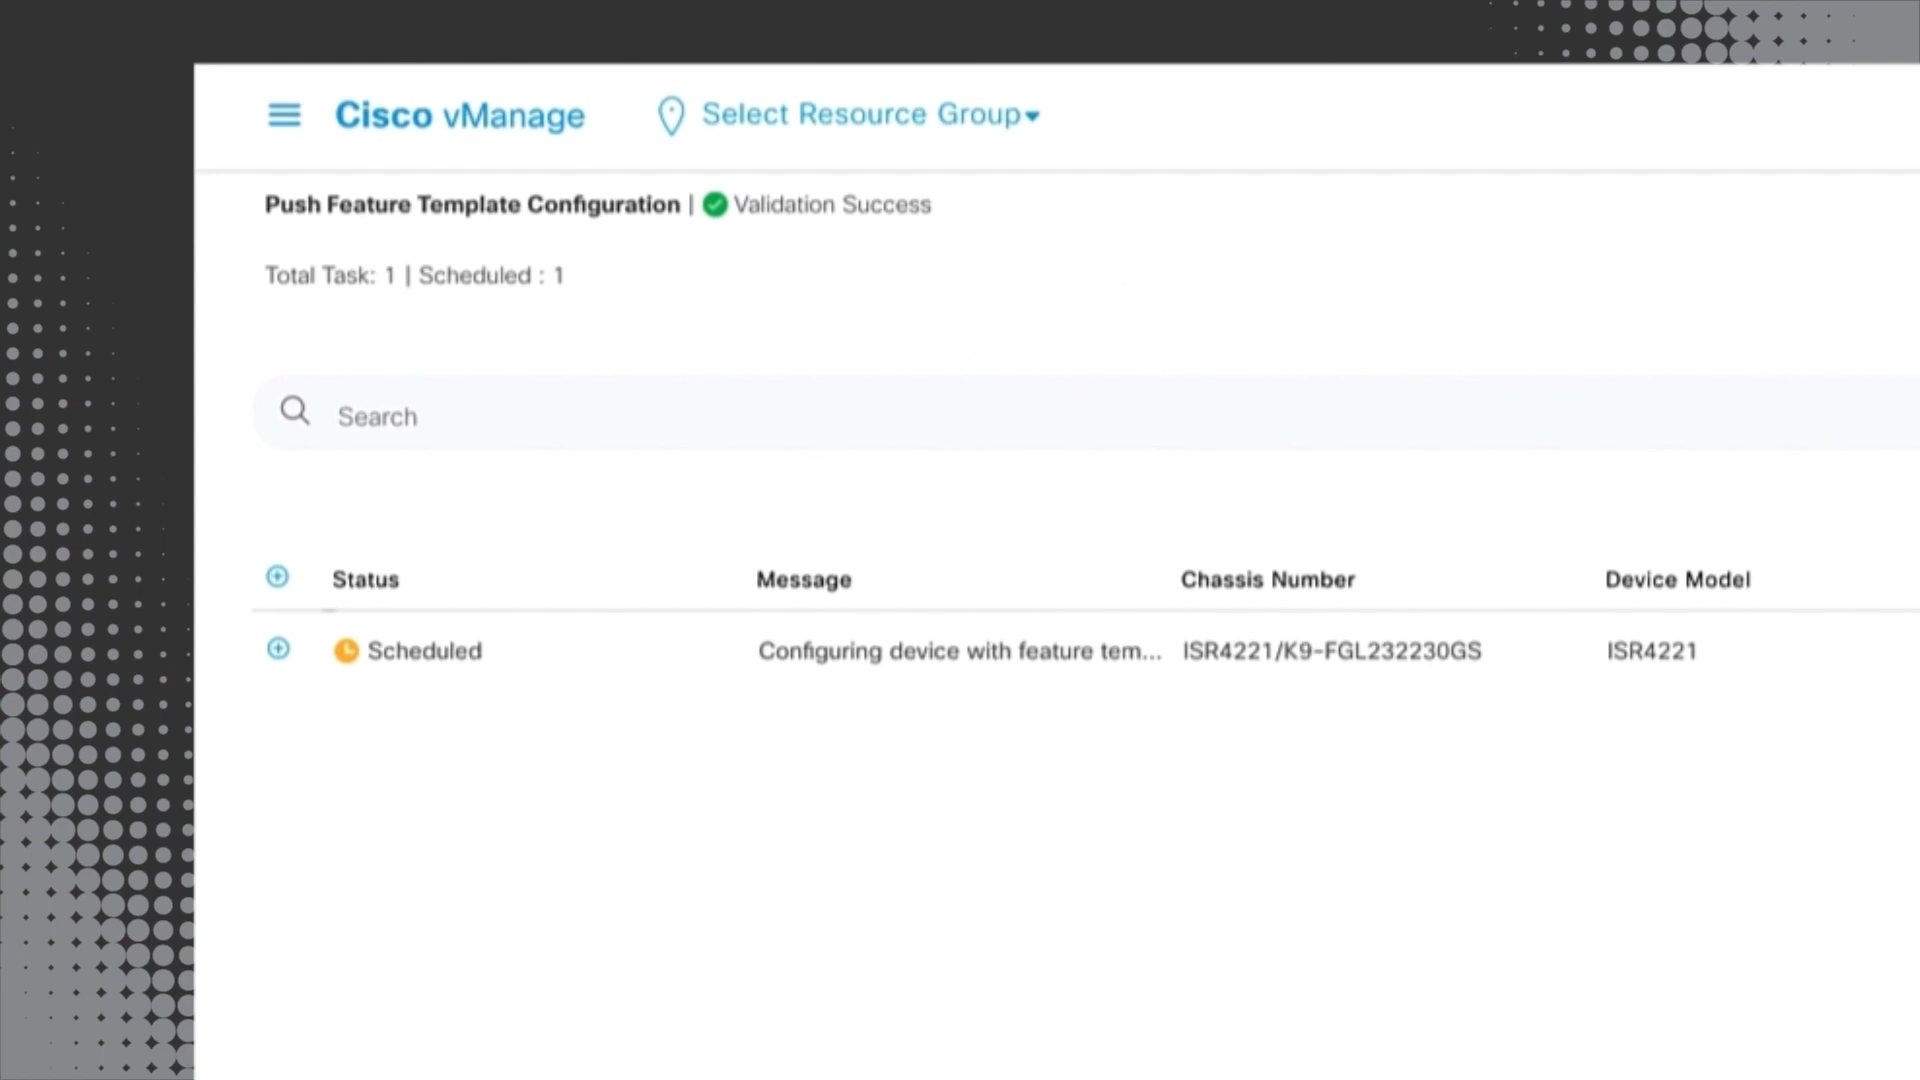 Cisco vManage Select Resource Group
Push Feature Template Configuration | Validation Success
Total Task: 1 | Scheduled : 1
Search
Status Message Chassis Number Device Model
Scheduled Configuring device with feature tem... ISR4221/K9-FGL232230GS ISR4221